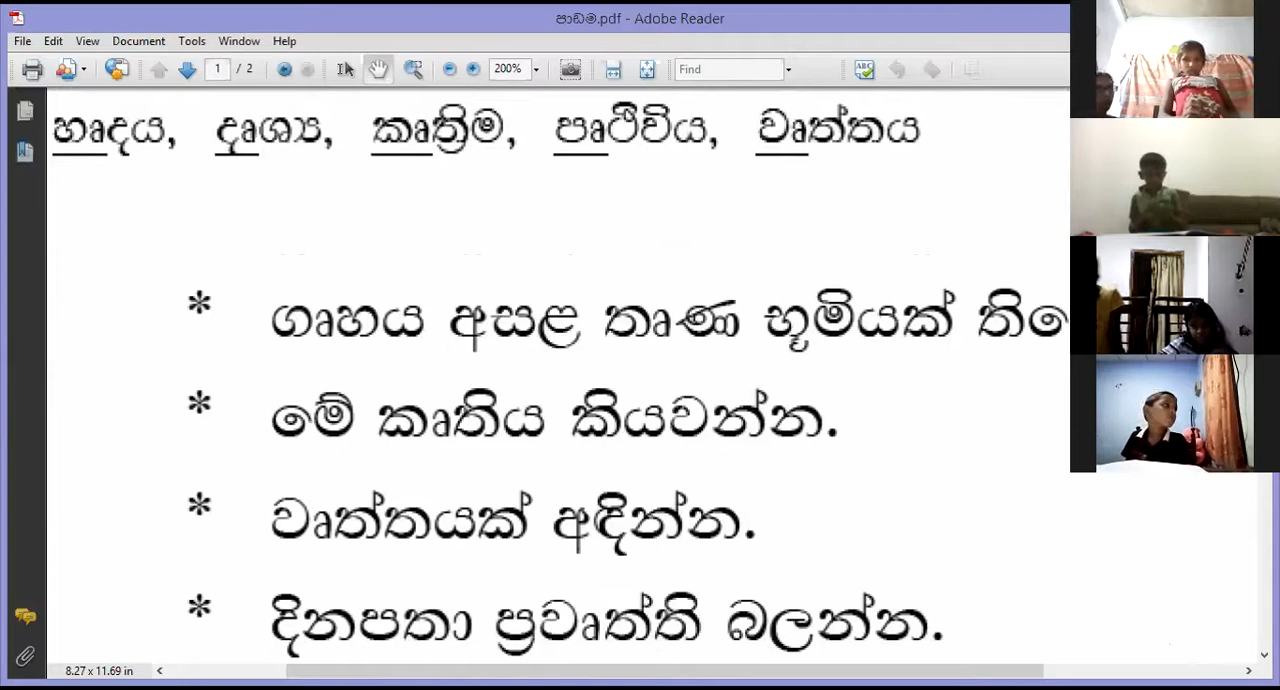 පාඩම.pdf - Adobe Reader
File Edit View Document Tools Window Help
1 / 2 200% Find
හෘදය, දෘශ්‍ය, කෘත්‍රිම, පෘථිවිය, වෘත්තය
* ගෘහය අසළ තෘණ භූමියක්
* මේ කෘතිය කියවන්න.
* වෘත්තයක් අඳින්න.
* දිනපතා ප්‍රවෘත්ති බලන්න.
8.27 x 11.69 in